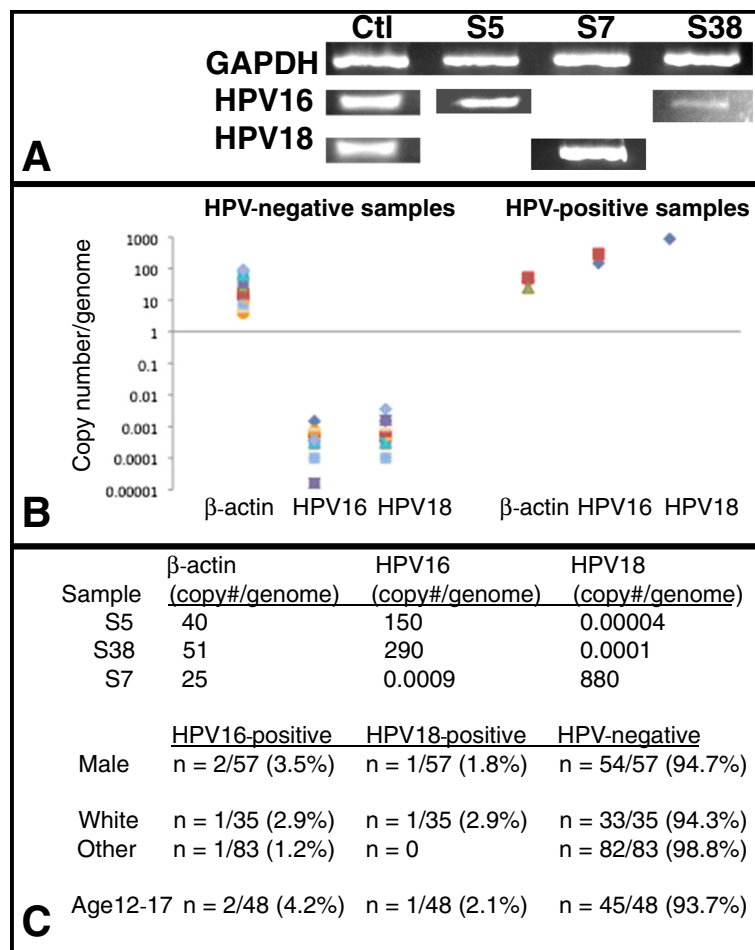 Ctl S5 S7 S38
GAPDH
HPV16
HPV18
A
HPV-negative samples HPV-positive samples
Copy number/genome
1000
100
10
1
0.1
0.01
0.001
0.0001
0.00001
β-actin HPV16 HPV18 β-actin HPV16 HPV18
B
β-actin HPV16 HPV18
Sample (copy#/genome) (copy#/genome) (copy#/genome)
S5 40 150 0.00004
S38 51 290 0.0001
S7 25 0.0009 880
HPV16-positive HPV18-positive HPV-negative
Male n = 2/57 (3.5%) n = 1/57 (1.8%) n = 54/57 (94.7%)
White n = 1/35 (2.9%) n = 1/35 (2.9%) n = 33/35 (94.3%)
Other n = 1/83 (1.2%) n = 0 n = 82/83 (98.8%)
Age12-17 n = 2/48 (4.2%) n = 1/48 (2.1%) n = 45/48 (93.7%)
C